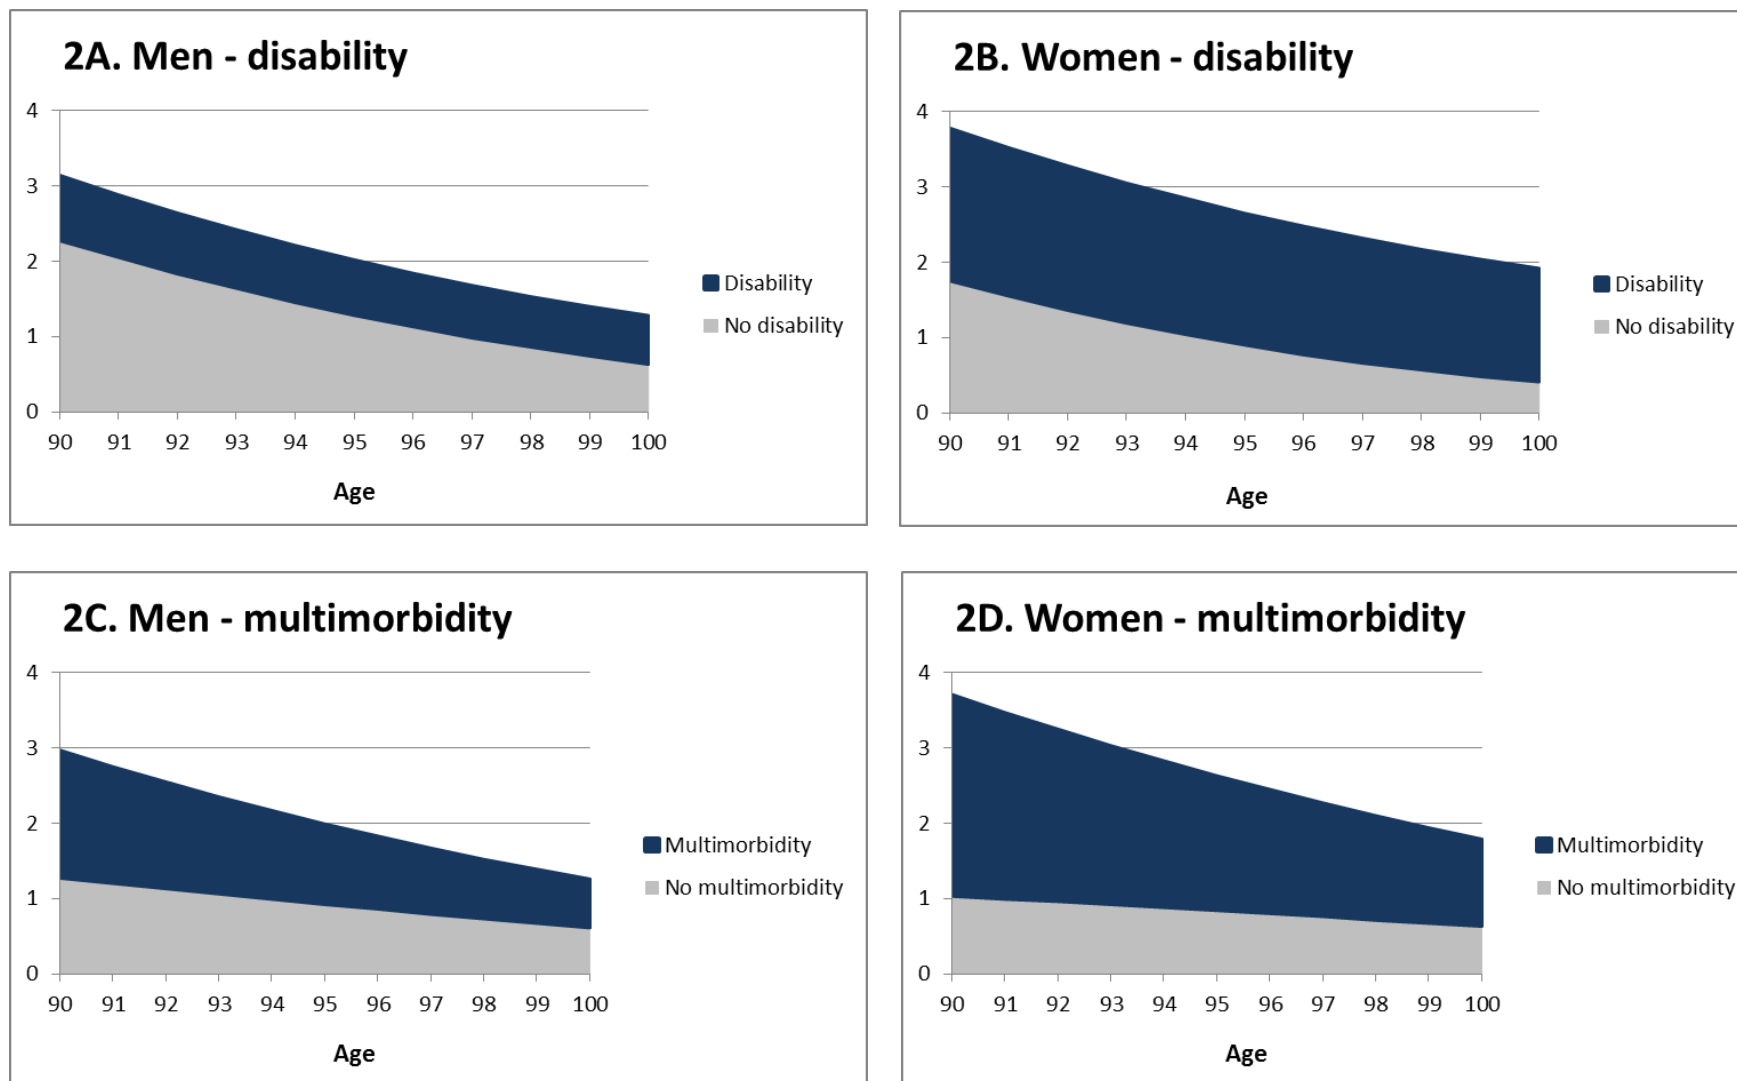 2A. Men - disability
4
3
2
1
0
90 91 92 93 94 95 96 97 98 99 100
Age
Disability
No disability
2B. Women - disability
4
3
2
1
0
90 91 92 93 94 95 96 97 98 99 100
Age
Disability
No disability
2C. Men - multimorbidity
4
3
2
1
0
90 91 92 93 94 95 96 97 98 99 100
Age
Multimorbidity
No multimorbidity
2D. Women - multimorbidity
4
3
2
1
0
90 91 92 93 94 95 96 97 98 99 100
Age
Multimorbidity
No multimorbidity